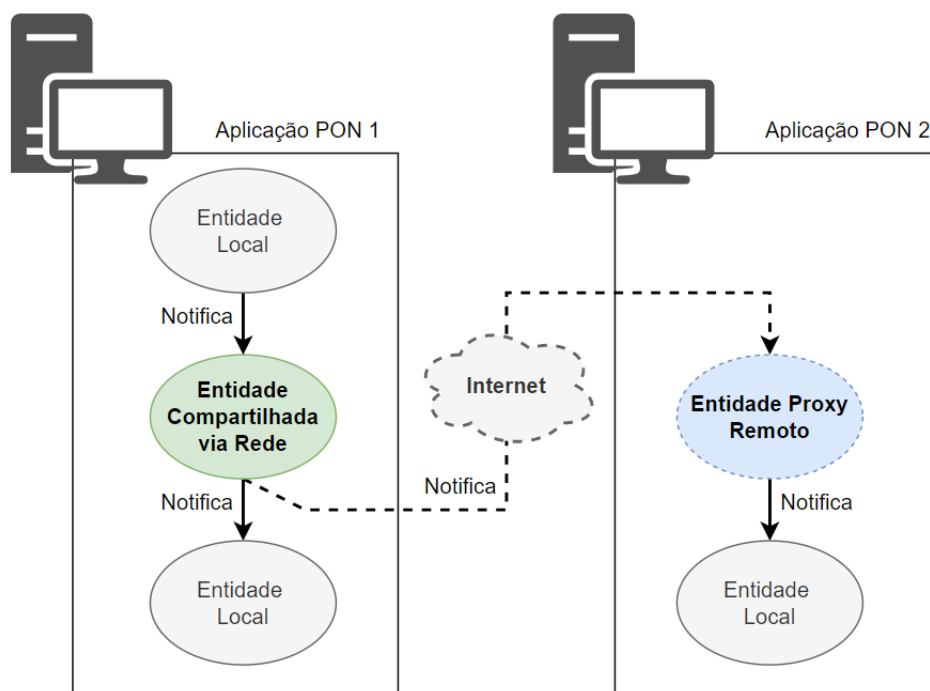 Aplicação PON 1
Aplicação PON 2
Entidade
Local
Notifica
Entidade
Compartilhada
via Rede
Internet
Entidade Proxy
Remoto
Notifica
Notifica
Notifica
Entidade
Local
Entidade
Local